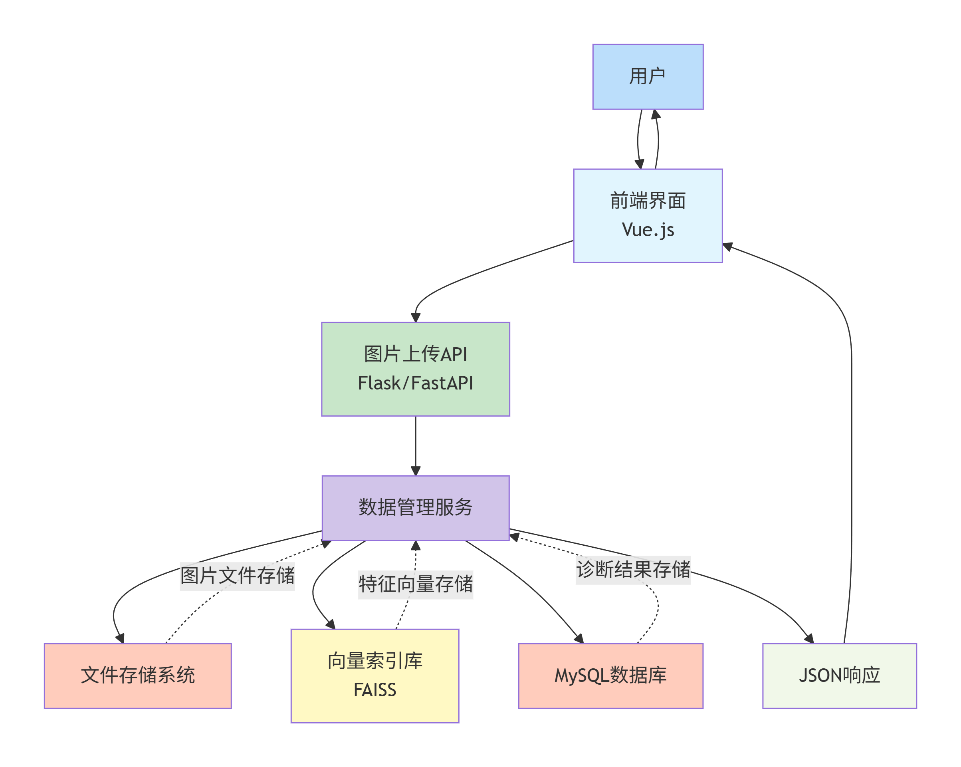 用户
前端界面
Vue.js
图片上传API
Flask/FastAPI
数据管理服务
图片文件存储
特征向量存储
诊断结果存储
文件存储系统
向量索引库
FAISS
MySQL数据库
JSON响应